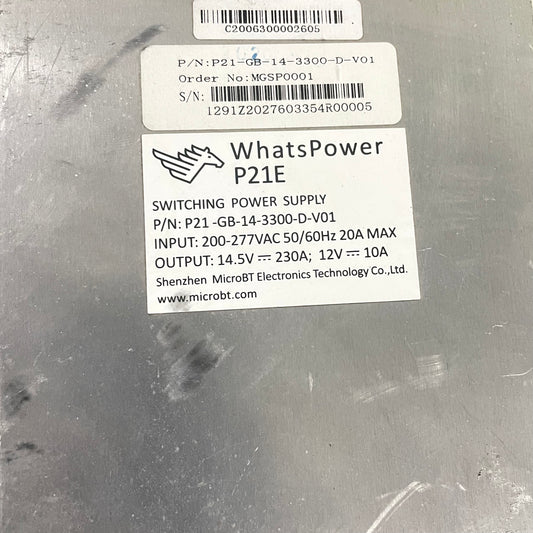 C2006300002605
P/N:P21-GB-14-3300-D-V01
Order No:MGSP0001
S/N:
1291Z2027603354R00005
WhatsPower
P21E
SWITCHING POWER SUPPLY
P/N: P21 -GB-14-3300-D-V01
INPUT: 200-277VAC 50/60Hz 20A MAX
OUTPUT: 14.5V ⎓ 230A; 12V ⎓ 10A
Shenzhen MicroBT Electronics Technology Co.,Ltd.
www.microbt.com